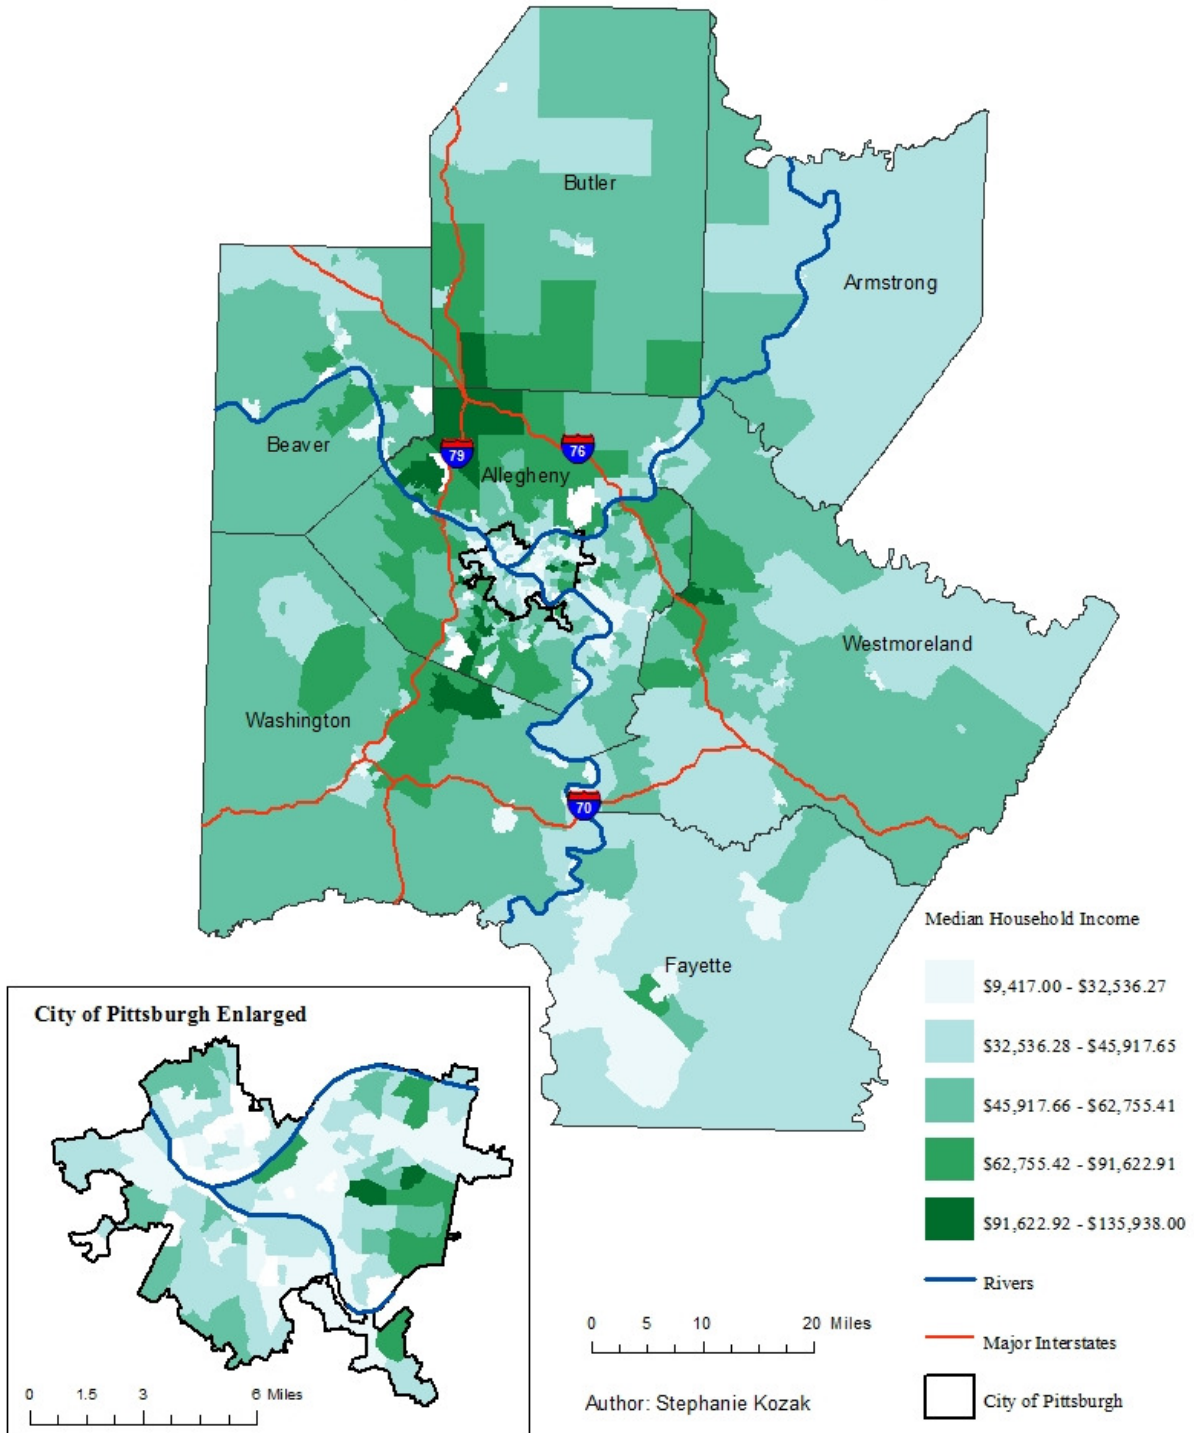 Butler
Armstrong
Beaver
79
76
Allegheny
Westmoreland
Washington
70
Fayette
Median Household Income
$9,417.00 - $32,536.27
$32,536.28 - $45,917.65
$45,917.66 - $62,755.41
$62,755.42 - $91,622.91
$91,622.92 - $135,938.00
Rivers
Major Interstates
City of Pittsburgh
City of Pittsburgh Enlarged
0 1.5 3 6 Miles
0 5 10 20 Miles
Author: Stephanie Kozak